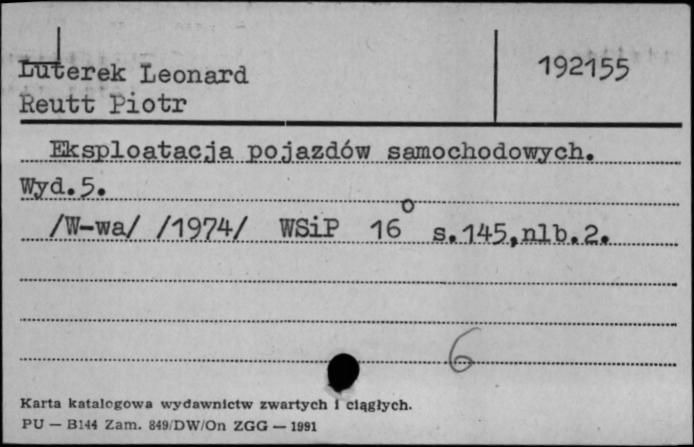 Luterek Leonard 192155
Reutt Piotr
Eksploatacja pojazdów samochodowych.
Wyd.5.
/W-wa/ /1974/ WSiP 16° s.145,nlb.2.
6
Karta katalogowa wydawnictw zwartych i ciągłych.
PU — B144 Zam. 849/DW/On ZGG — 1991